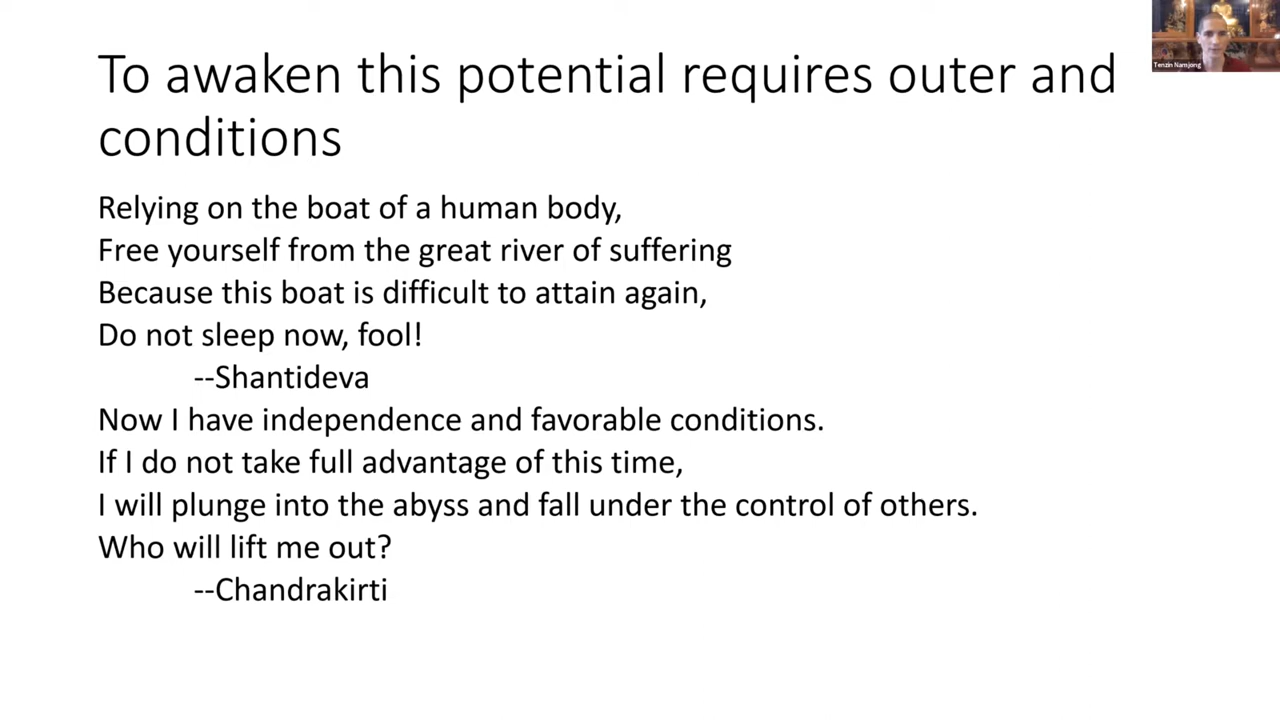 To awaken this potential requires outer and
conditions
Relying on the boat of a human body,
Free yourself from the great river of suffering
Because this boat is difficult to attain again,
Do not sleep now, fool!
--Shantideva
Now I have independence and favorable conditions.
If I do not take full advantage of this time,
I will plunge into the abyss and fall under the control of others.
Who will lift me out?
--Chandrakirti
Tenzin Namjong